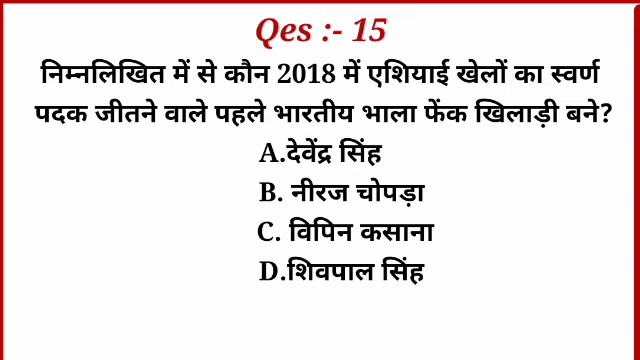 Qes :- 15
निम्नलिखित में से कौन 2018 में एशियाई खेलों का स्वर्ण
पदक जीतने वाले पहले भारतीय भाला फेंक खिलाड़ी बने?
A.देवेंद्र सिंह
B. नीरज चोपड़ा
C. विपिन कसाना
D.शिवपाल सिंह